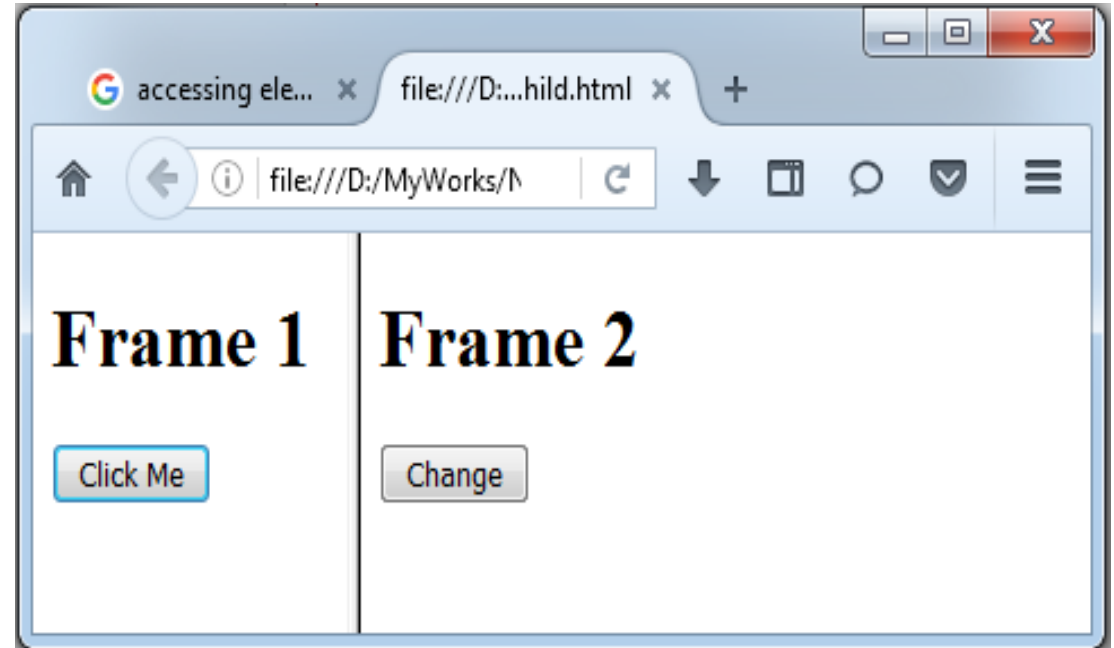 accessing ele... file:///D:...hild.html
file:///D:/MyWorks/
Frame 1
Click Me
Frame 2
Change